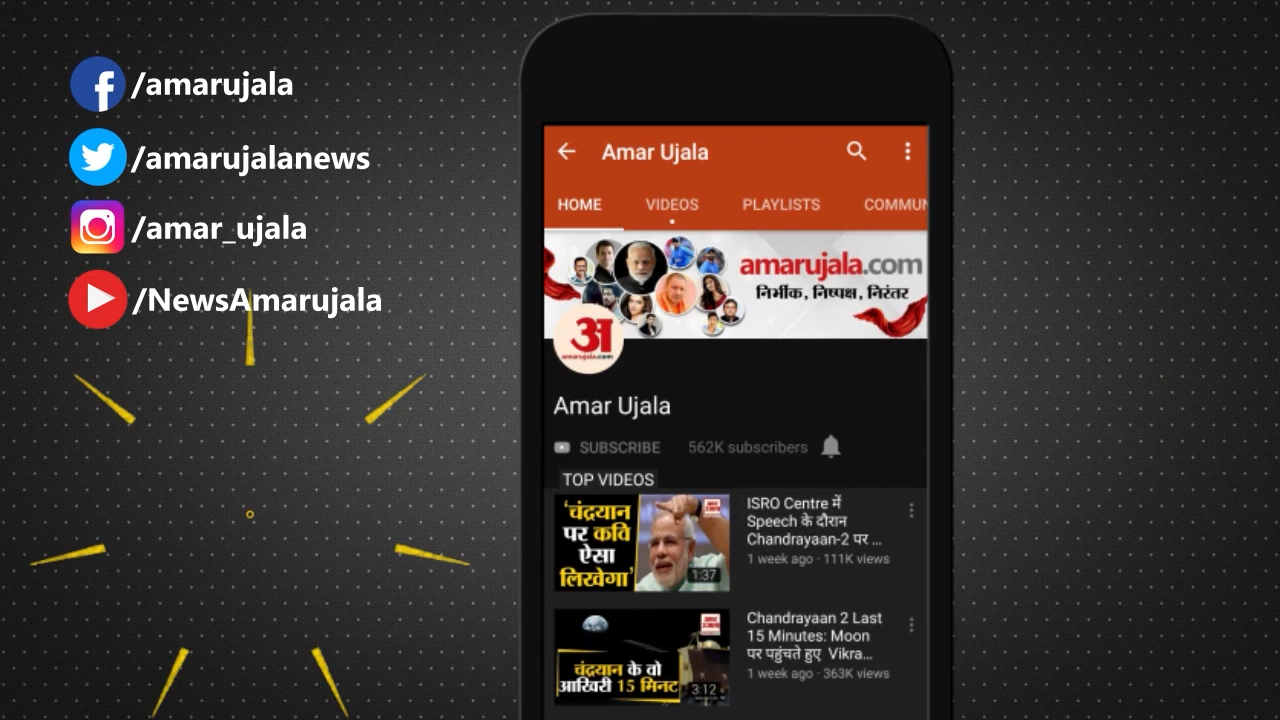 /amarujala
/amarujalanews
/amar_ujala
/NewsAmarujala
Amar Ujala
HOME VIDEOS PLAYLISTS COMMUN
amarujala.com
निर्भीक, निष्पक्ष, निरंतर
अ
amarujala.com
Amar Ujala
SUBSCRIBE 562K subscribers
TOP VIDEOS
'चंद्रयान
पर कवि
ऐसा
लिखेगा'
1:37
ISRO Centre में
Speech के दौरान
Chandrayaan-2 पर ...
1 week ago · 111K views
चंद्रयान के वो
आखिरी 15 मिनट
3:12
Chandrayaan 2 Last
15 Minutes: Moon
पर पहुंचते हुए Vikra...
1 week ago · 363K views